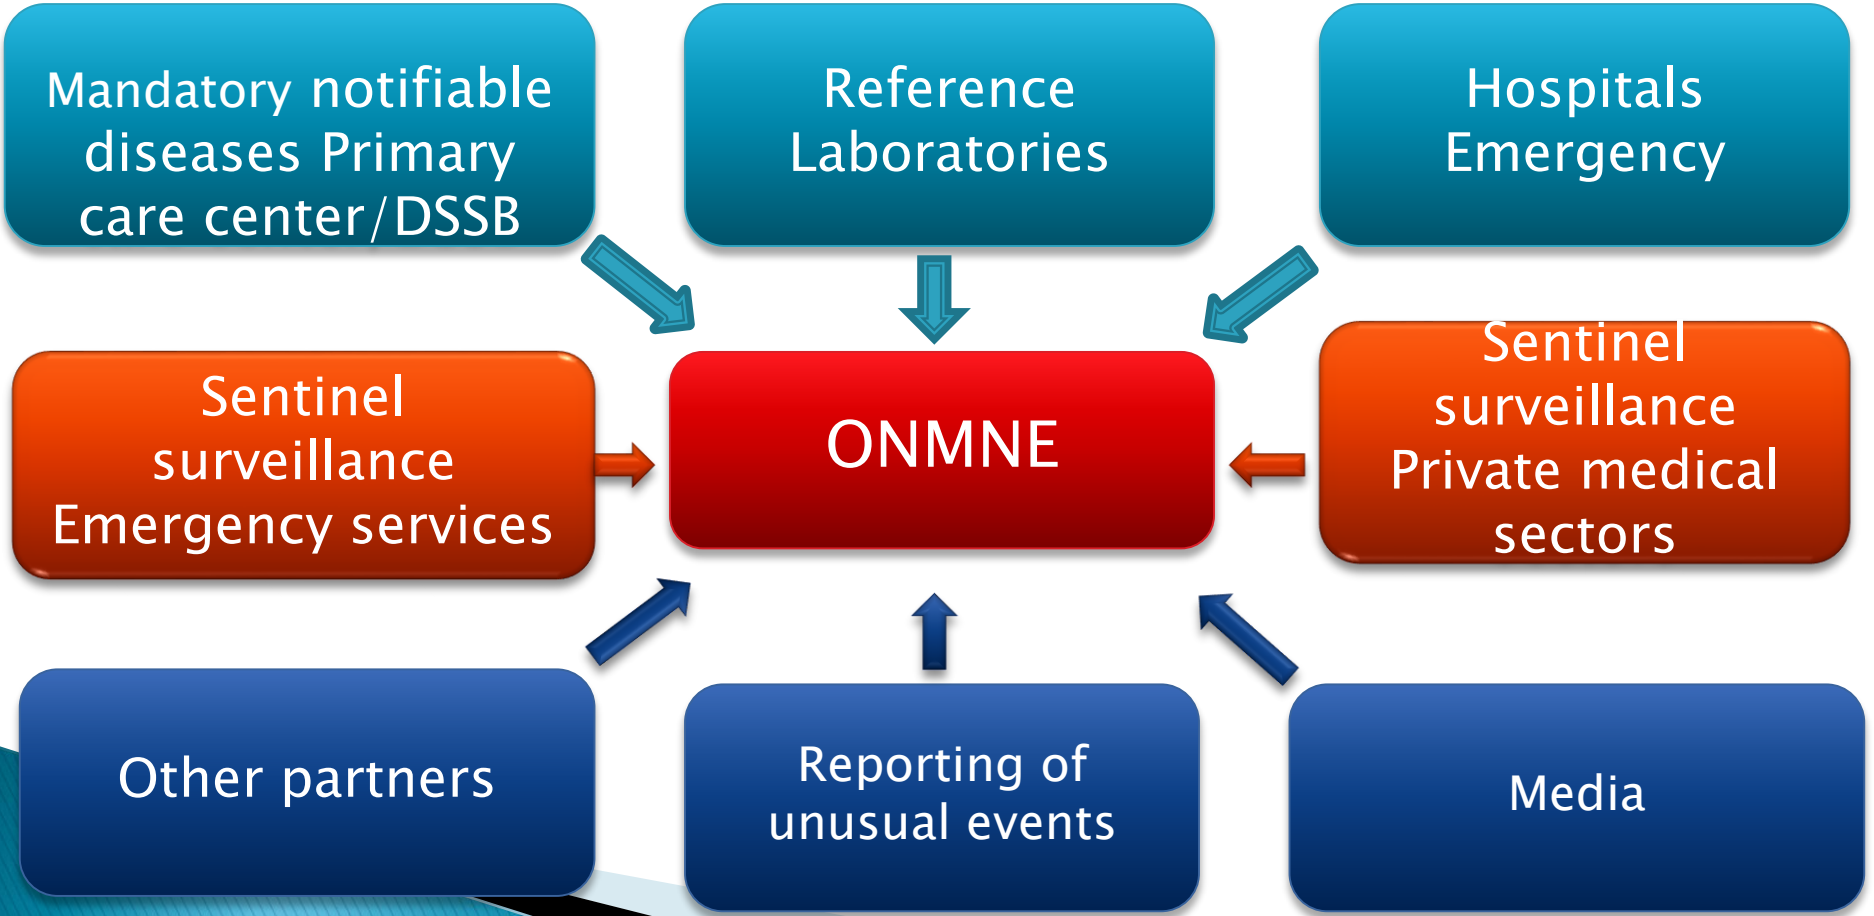 Mandatory notifiable
diseases Primary
care center/DSSB
Reference
Laboratories
Hospitals
Emergency
Sentinel
surveillance
Emergency services
ONMNE
Sentinel
surveillance
Private medical
sectors
Other partners
Reporting of
unusual events
Media